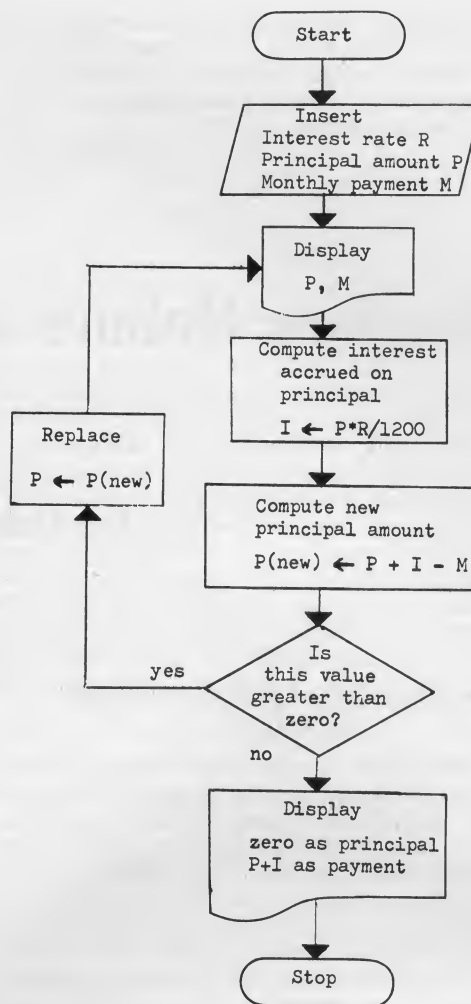 Start
Insert
Interest rate R
Principal amount P
Monthly payment M
Display
P, M
Compute interest
accrued on
principal
I ← P*R/1200
Replace
P ← P(new)
Compute new
principal amount
P(new) ← P + I - M
Is
this value
greater than
zero?
yes
no
Display
zero as principal
P+I as payment
Stop